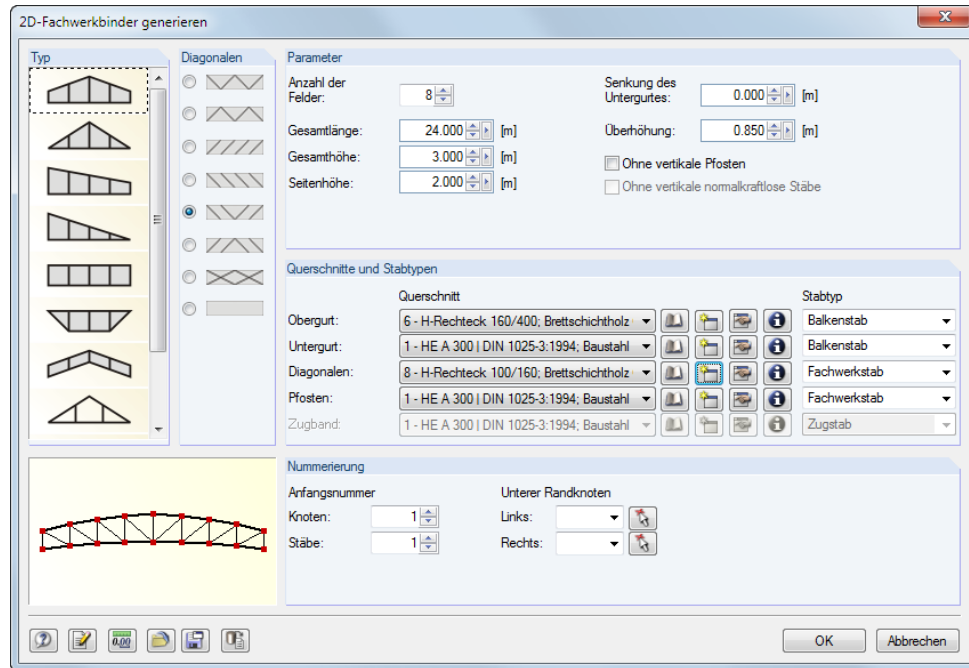 2D-Fachwerkbinder generieren
Typ
Diagonalen
Parameter
Anzahl der
Felder:
8
Gesamtlänge:
24.000
[m]
Gesamthöhe:
3.000
[m]
Seitenhöhe:
2.000
[m]
Senkung des
Untergurtes:
0.000
[m]
Überhöhung:
0.850
[m]
Ohne vertikale Pfosten
Ohne vertikale normalkraftlose Stäbe
Querschnitte und Stabtypen
Querschnitt
Stabtyp
Obergurt:
6 - H-Rechteck 160/400; Brettschichtholz
Balkenstab
Untergurt:
1 - HE A 300 | DIN 1025-3:1994; Baustahl
Balkenstab
Diagonalen:
8 - H-Rechteck 100/160; Brettschichtholz
Fachwerkstab
Pfosten:
1 - HE A 300 | DIN 1025-3:1994; Baustahl
Fachwerkstab
Zugband:
1 - HE A 300 | DIN 1025-3:1994; Baustahl
Zugstab
Nummerierung
Anfangsnummer
Unterer Randknoten
Knoten:
1
Links:
Stäbe:
1
Rechts:
0.00
OK
Abbrechen